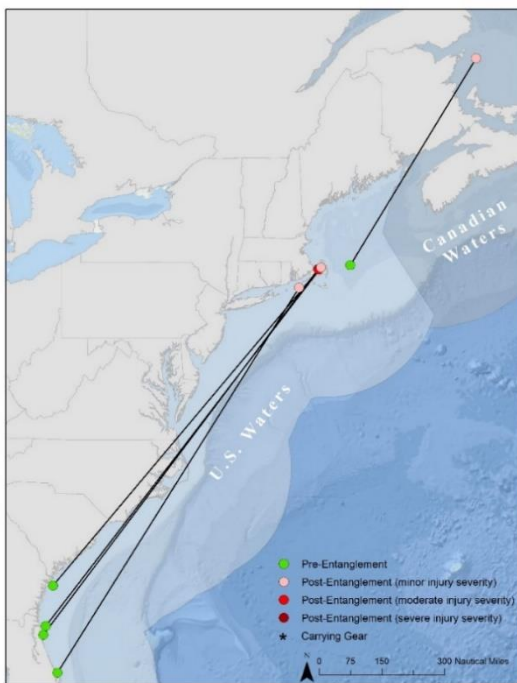 Canadian
Waters
U.S. Waters
Pre-Entanglement
Post-Entanglement (minor injury severity)
Post-Entanglement (moderate injury severity)
Post-Entanglement (severe injury severity)
Carrying Gear
N
0 75 150 300 Nautical Miles